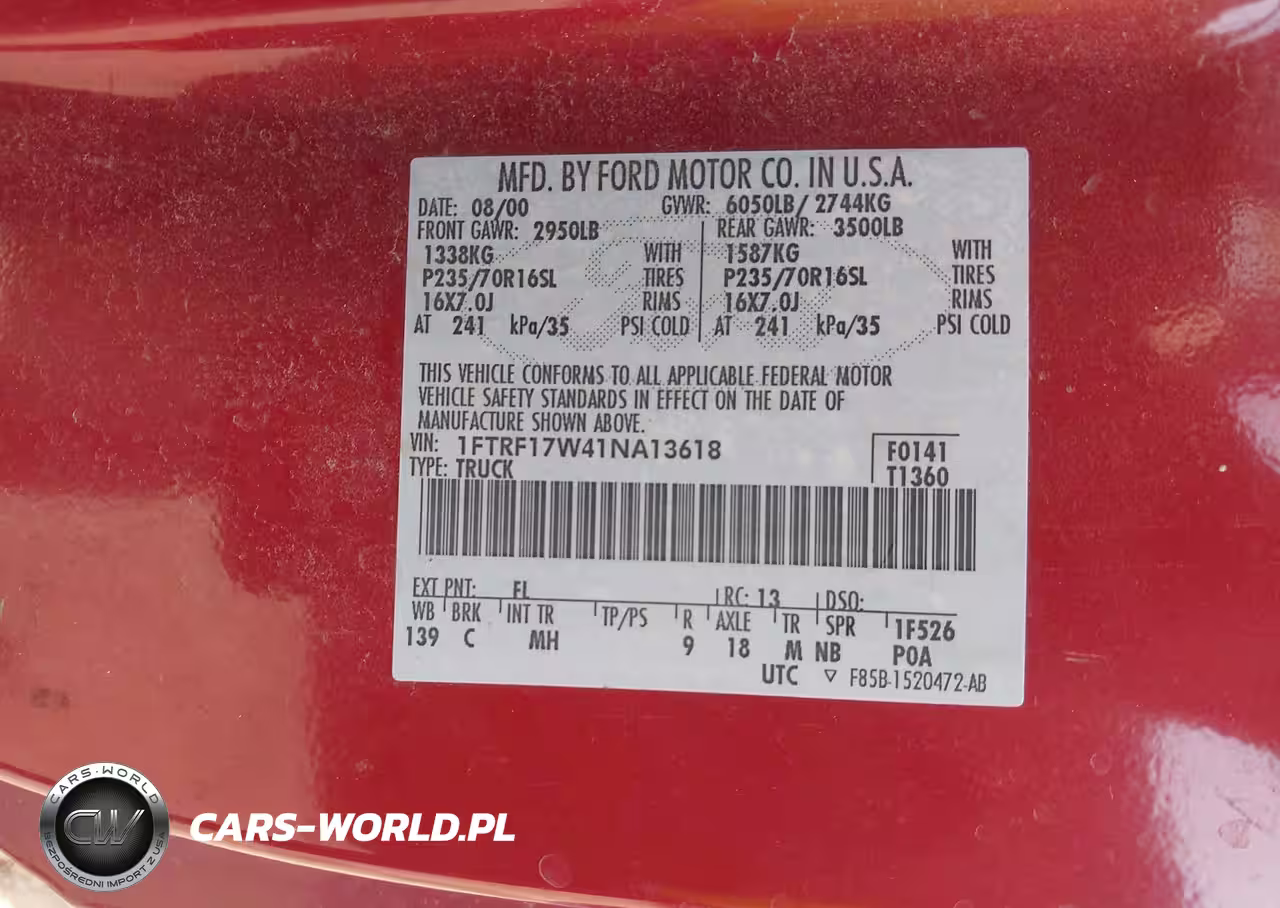 MFD. BY FORD MOTOR CO. IN U.S.A.
DATE: 08/00 GVWR: 6050LB/ 2744KG
FRONT GAWR: 2950LB REAR GAWR: 3500LB
1338KG WITH 1587KG WITH
P235/70R16SL TIRES P235/70R16SL TIRES
16X7.0J RIMS 16X7.0J RIMS
AT 241 kPa/35 PSI COLD AT 241 kPa/35 PSI COLD
THIS VEHICLE CONFORMS TO ALL APPLICABLE FEDERAL MOTOR
VEHICLE SAFETY STANDARDS IN EFFECT ON THE DATE OF
MANUFACTURE SHOWN ABOVE.
VIN: 1FTRF17W41NA13618 F0141
TYPE: TRUCK T1360
EXT PNT: FL RC: 13 DSO:
WB BRK INT TR TP/PS R AXLE TR SPR 1F526
139 C MH 9 18 M NB P0A
UTC ▽ F85B-1520472-AB
CARS-WORLD
CW
BEZPOŚREDNI IMPORT Z USA
CARS-WORLD.PL